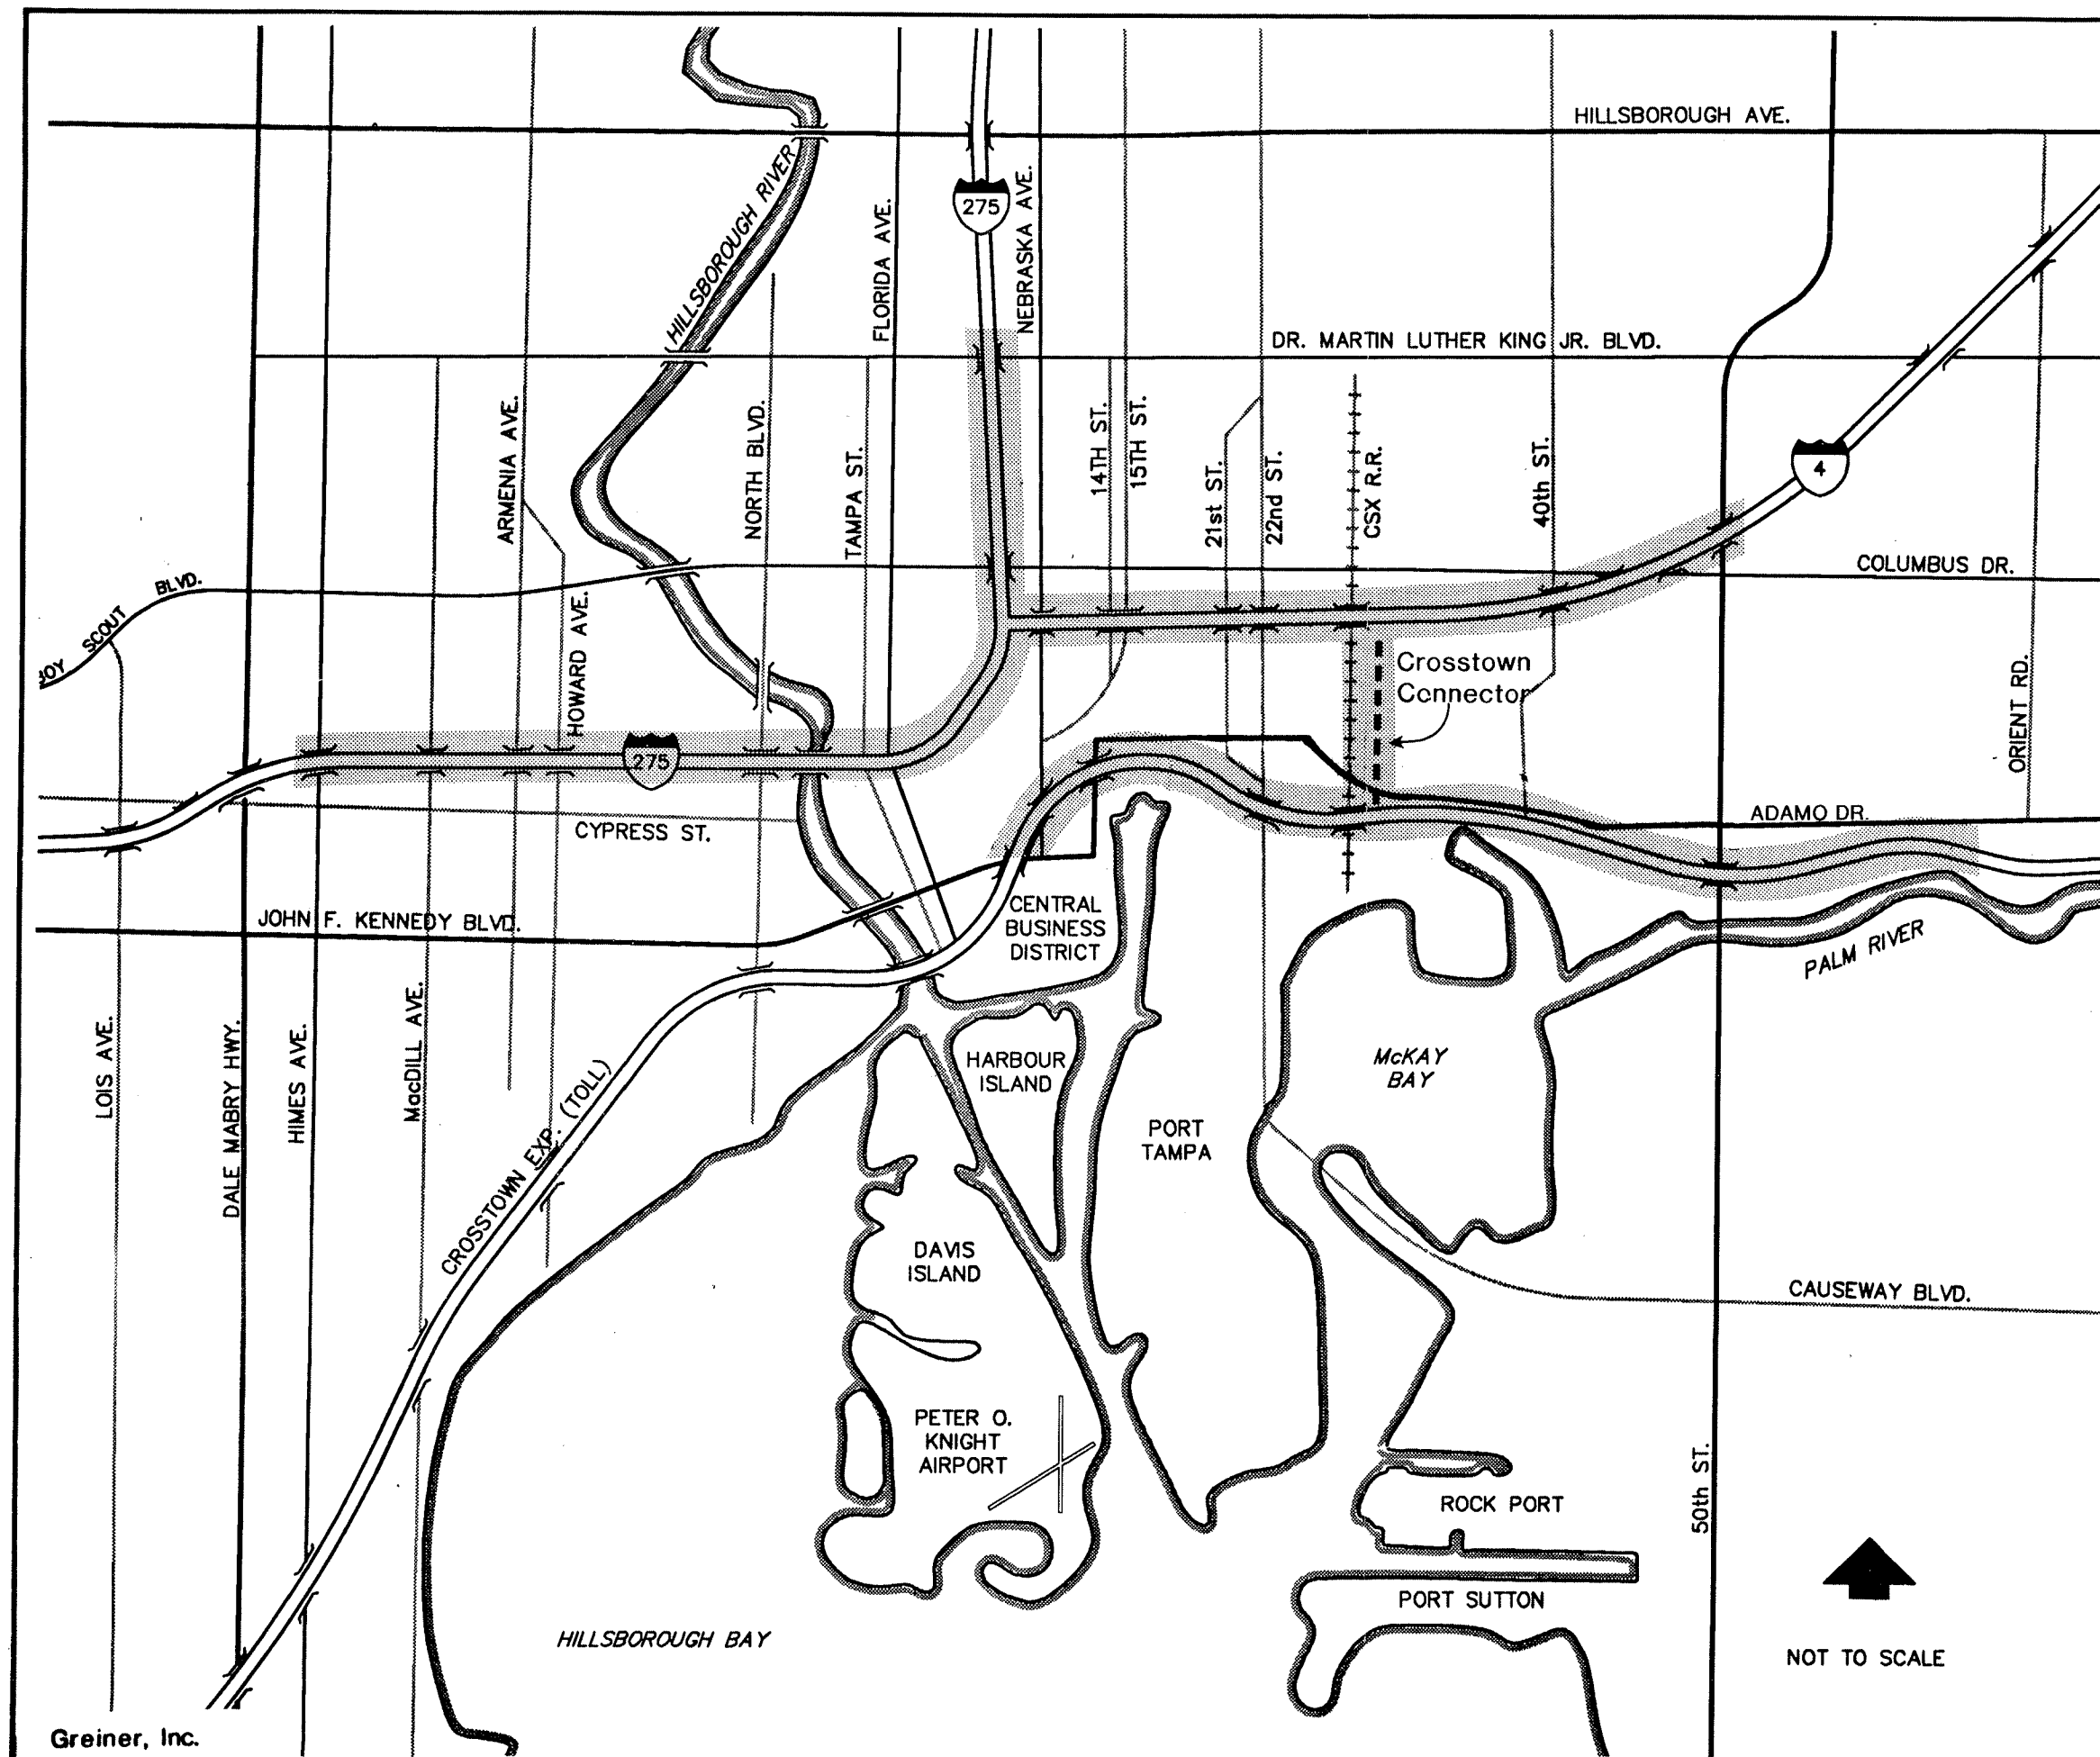 HILLSBOROUGH AVE.
HILLSBOROUGH RIVER
275
FLORIDA AVE.
NEBRASKA AVE.
DR. MARTIN LUTHER KING JR. BLVD.
ARMENIA AVE.
NORTH BLVD.
TAMPA ST.
14TH ST.
15TH ST.
21st ST.
22nd ST.
CSX R.R.
40th ST.
4
COLUMBUS DR.
BOY SCOUT BLVD.
HOWARD AVE.
Crosstown
Connector
ORIENT RD.
275
CYPRESS ST.
ADAMO DR.
JOHN F. KENNEDY BLVD.
CENTRAL
BUSINESS
DISTRICT
PALM RIVER
LOIS AVE.
DALE MABRY HWY.
HIMES AVE.
MacDILL AVE.
CROSSTOWN EXP. (TOLL)
HARBOUR
ISLAND
McKAY
BAY
PORT
TAMPA
DAVIS
ISLAND
CAUSEWAY BLVD.
PETER O.
KNIGHT
AIRPORT
50th ST.
ROCK PORT
PORT SUTTON
HILLSBOROUGH BAY
NOT TO SCALE
Greiner, Inc.